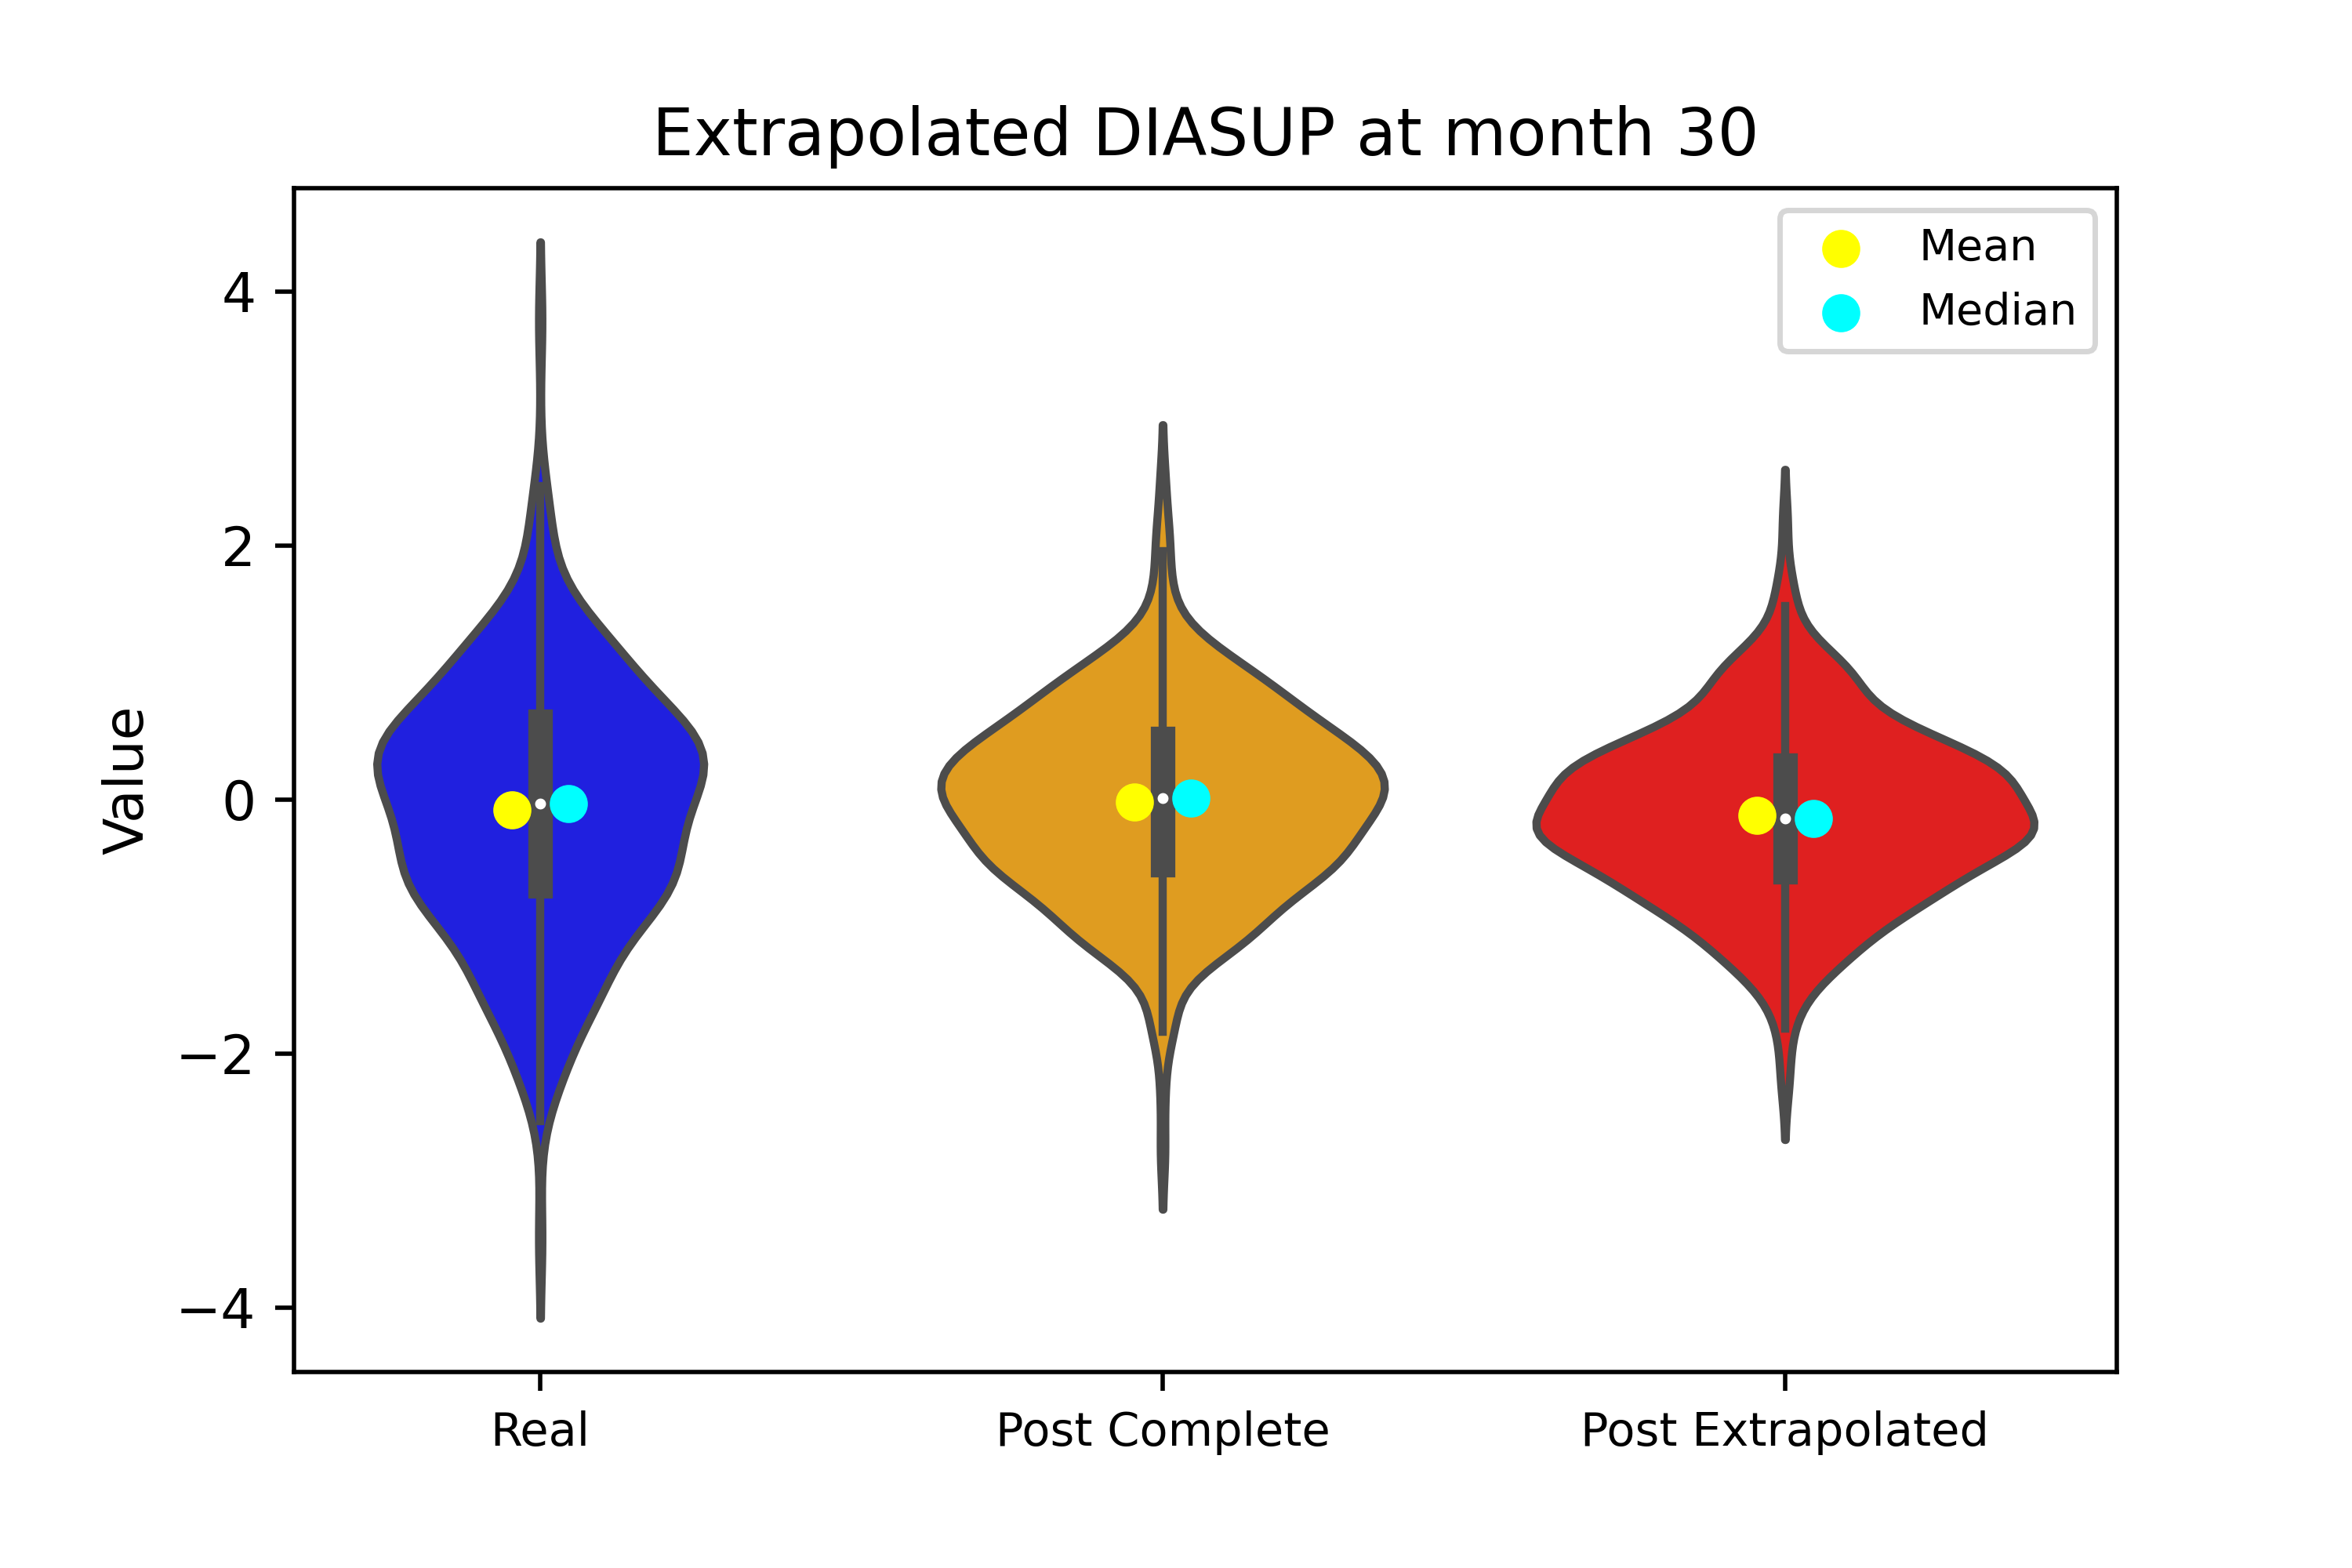 Extrapolated DIASUP at month 30
Mean
Median
Value
4
2
0
−2
−4
Real
Post Complete
Post Extrapolated